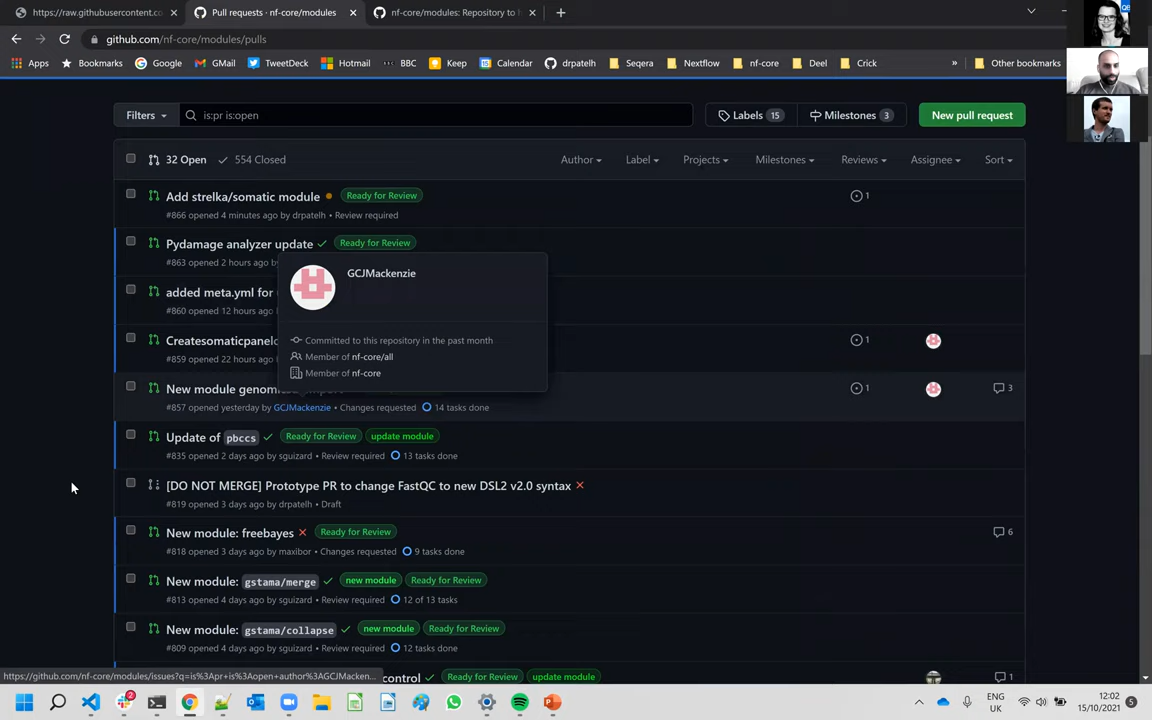 https://raw.githubusercontent.co
Pull requests · nf-core/modules
nf-core/modules: Repository to h
github.com/nf-core/modules/pulls
Apps
Bookmarks
Google
GMail
TweetDeck
Hotmail
BBC
Keep
Calendar
drpatelh
Seqera
Nextflow
nf-core
Deel
Crick
»
Other bookmarks
Filters
is:pr is:open
Labels 15
Milestones 3
New pull request
32 Open
554 Closed
Author
Label
Projects
Milestones
Reviews
Assignee
Sort
Add strelka/somatic module Ready for Review
1
#866 opened 4 minutes ago by drpatelh • Review required
Pydamage analyzer update Ready for Review
#863 opened 2 hours ago by
GCJMackenzie
Committed to this repository in the past month
Member of nf-core/all
Member of nf-core
added meta.yml for
#860 opened 12 hours ago
Createsomaticpanelo
1
#859 opened 22 hours ago
New module genom
1
3
#857 opened yesterday by GCJMackenzie • Changes requested 14 tasks done
Update of pbccs Ready for Review update module
#835 opened 2 days ago by sguizard • Review required 13 tasks done
[DO NOT MERGE] Prototype PR to change FastQC to new DSL2 v2.0 syntax
#819 opened 3 days ago by drpatelh • Draft
New module: freebayes Ready for Review
6
#818 opened 3 days ago by maxibor • Changes requested 9 tasks done
New module: gstama/merge new module Ready for Review
#813 opened 4 days ago by sguizard • Review required 12 of 13 tasks
New module: gstama/collapse new module Ready for Review
#809 opened 4 days ago by sguizard • Review required 12 tasks done
control Ready for Review update module
1
https://github.com/nf-core/modules/issues?q=is%3Apr+is%3Aopen+author%3AGCJMacken...
2
ENG
UK
12:02
15/10/2021
5